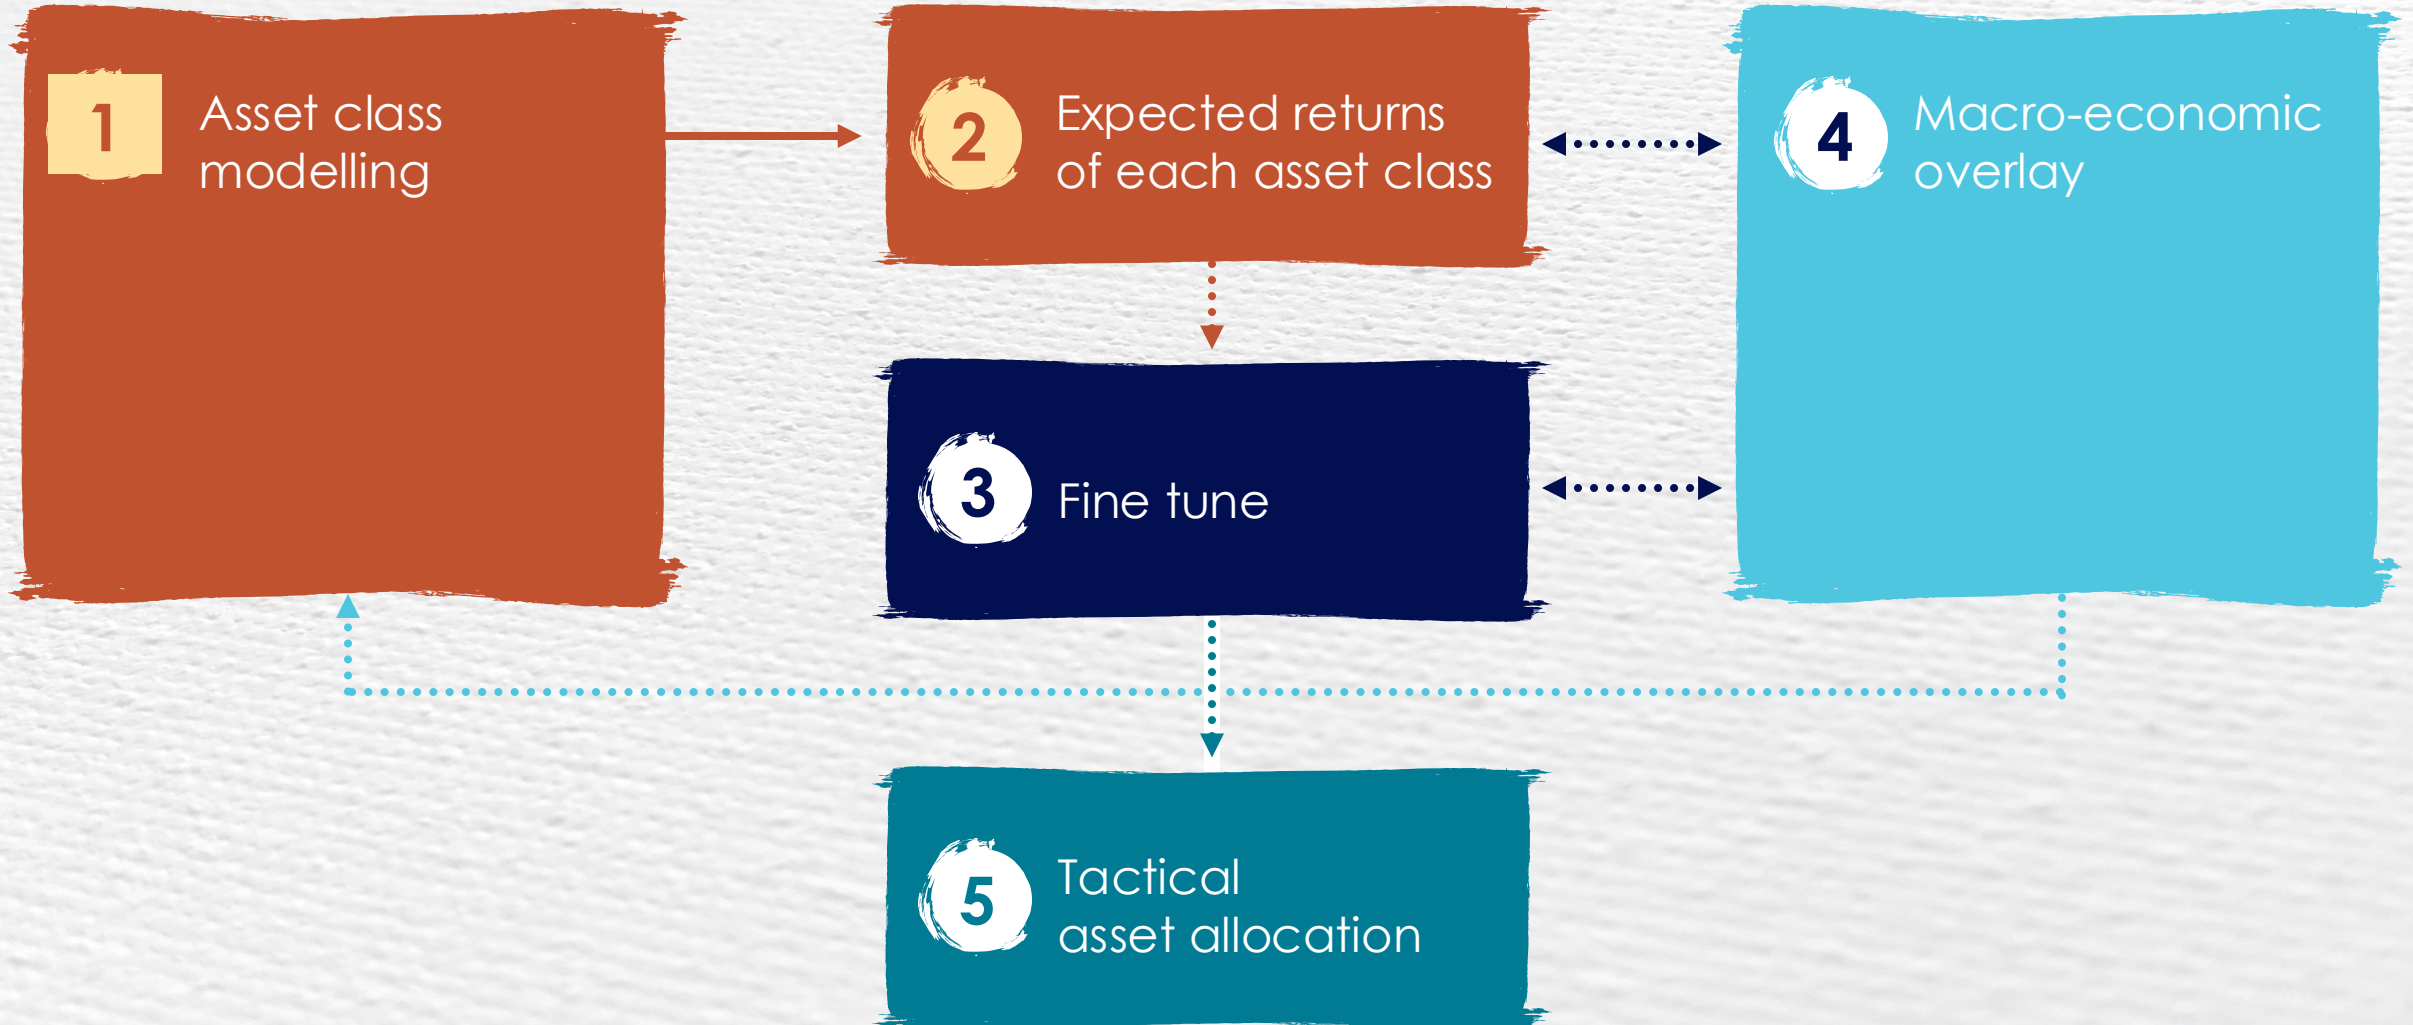 1
Asset class
modelling
2
Expected returns
of each asset class
4
Macro-economic
overlay
3
Fine tune
5
Tactical
asset allocation